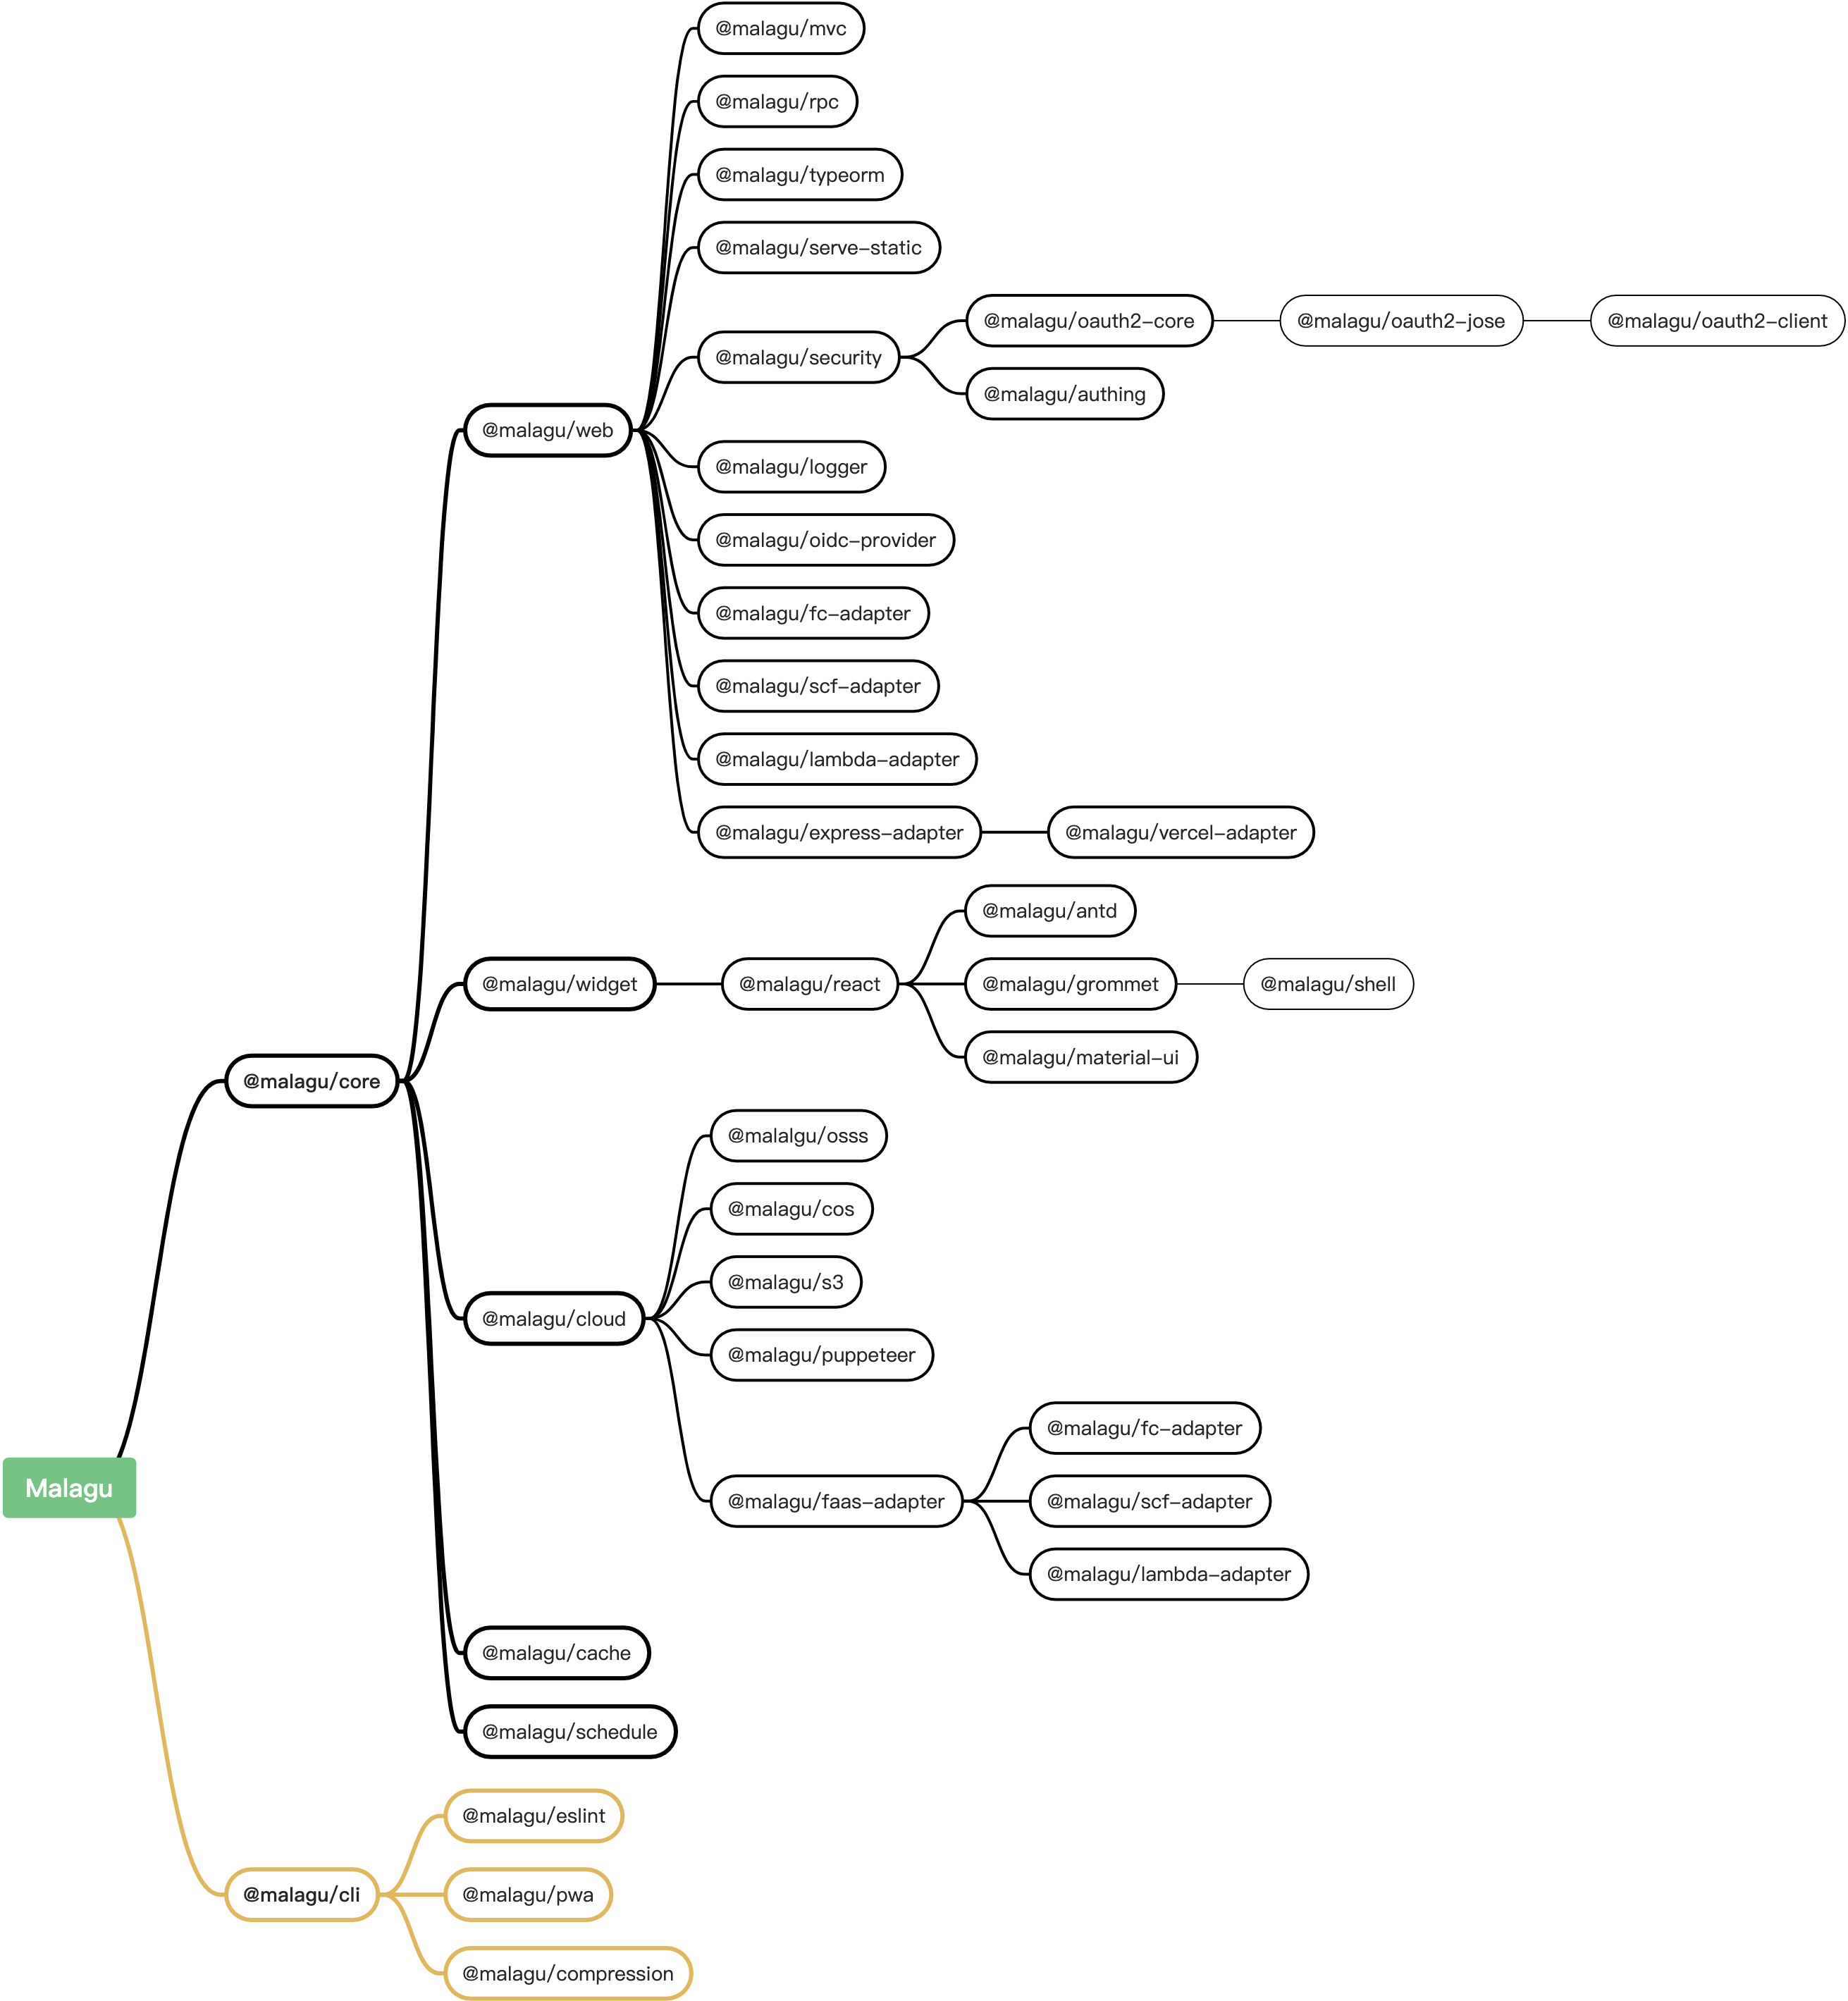 @malagu/mvc
@malagu/rpc
@malagu/typeorm
@malagu/serve-static
@malagu/oauth2-core
@malagu/oauth2-jose
@malagu/oauth2-client
@malagu/security
@malagu/authing
@malagu/web
@malagu/logger
@malagu/oidc-provider
@malagu/fc-adapter
@malagu/scf-adapter
@malagu/lambda-adapter
@malagu/express-adapter
@malagu/vercel-adapter
@malagu/antd
@malagu/widget
@malagu/react
@malagu/grommet
@malagu/shell
@malagu/material-ui
@malagu/core
@malalgu/osss
@malagu/cos
@malagu/s3
@malagu/cloud
@malagu/puppeteer
@malagu/fc-adapter
@malagu/faas-adapter
@malagu/scf-adapter
@malagu/lambda-adapter
Malagu
@malagu/cache
@malagu/schedule
@malagu/eslint
@malagu/cli
@malagu/pwa
@malagu/compression